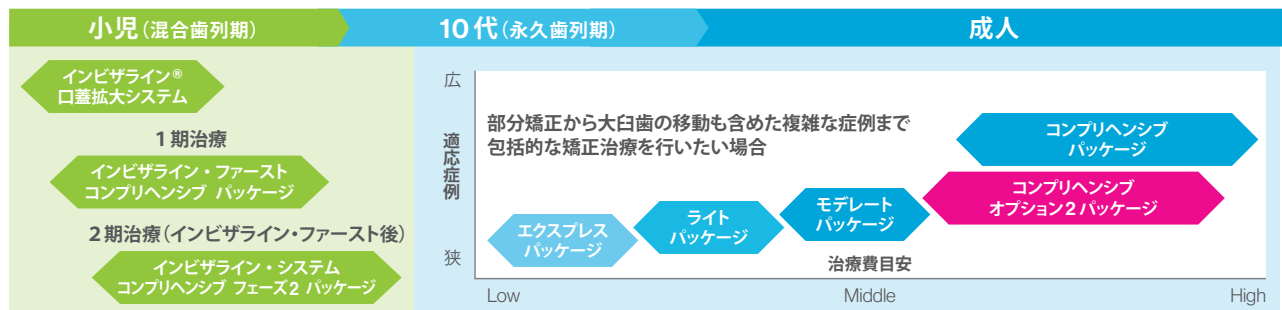 小児(混合歯列期)
10代(永久歯列期)
成人
インビザライン®
口蓋拡大システム
1期治療
インビザライン・ファースト
コンプリヘンシブ パッケージ
2期治療(インビザライン・ファースト後)
インビザライン・システム
コンプリヘンシブ フェーズ2 パッケージ
広
適応症例
狭
部分矯正から大臼歯の移動も含めた複雑な症例まで
包括的な矯正治療を行いたい場合
エクスプレス
パッケージ
ライト
パッケージ
モデレート
パッケージ
コンプリヘンシブ
パッケージ
コンプリヘンシブ
オプション2パッケージ
治療費目安
Low
Middle
High